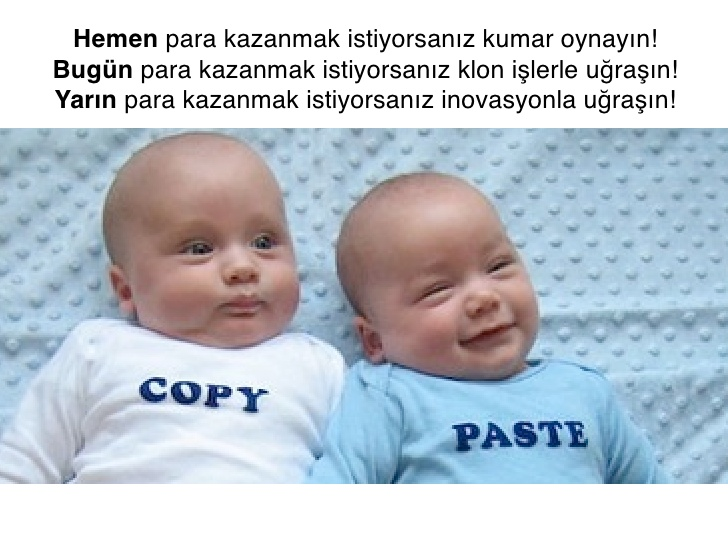 Hemen para kazanmak istiyorsanız kumar oynayın!
Bugün para kazanmak istiyorsanız klon işlerle uğraşın!
Yarın para kazanmak istiyorsanız inovasyonla uğraşın!
COPY
PASTE